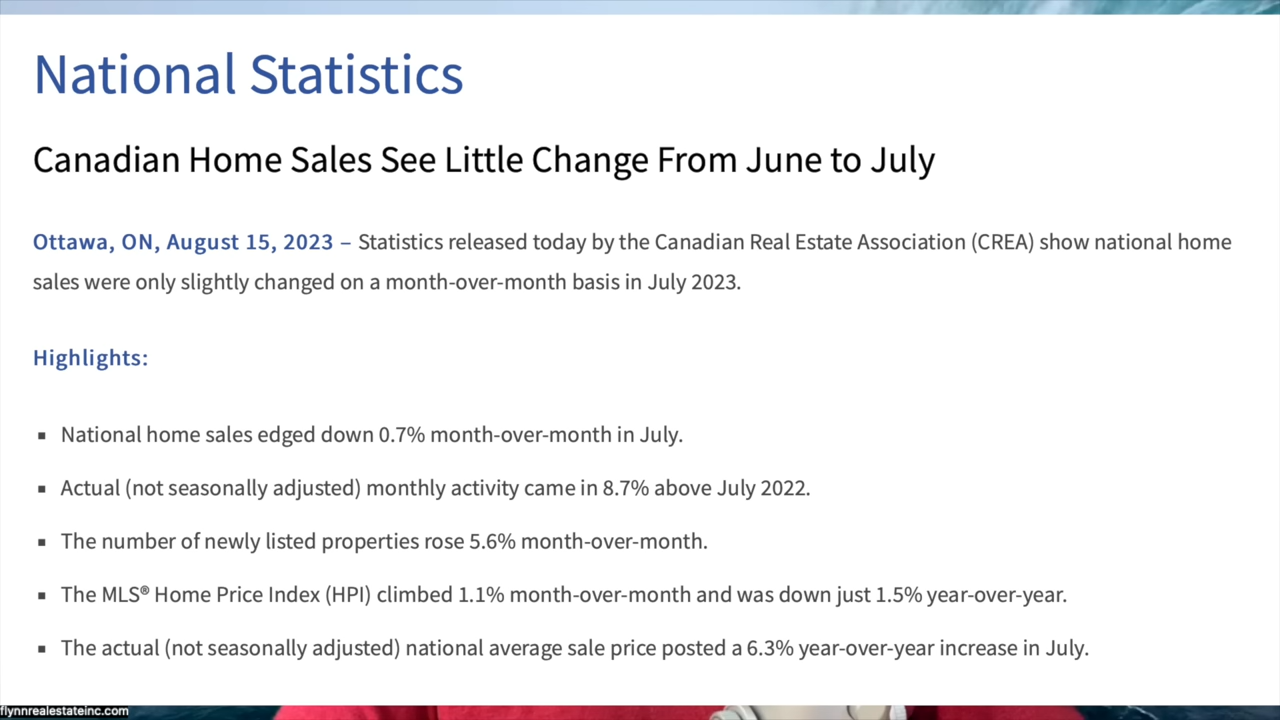 National Statistics
Canadian Home Sales See Little Change From June to July
Ottawa, ON, August 15, 2023 – Statistics released today by the Canadian Real Estate Association (CREA) show national home
sales were only slightly changed on a month-over-month basis in July 2023.
Highlights:
▪ National home sales edged down 0.7% month-over-month in July.
▪ Actual (not seasonally adjusted) monthly activity came in 8.7% above July 2022.
▪ The number of newly listed properties rose 5.6% month-over-month.
▪ The MLS® Home Price Index (HPI) climbed 1.1% month-over-month and was down just 1.5% year-over-year.
▪ The actual (not seasonally adjusted) national average sale price posted a 6.3% year-over-year increase in July.
flynnrealestateinc.com